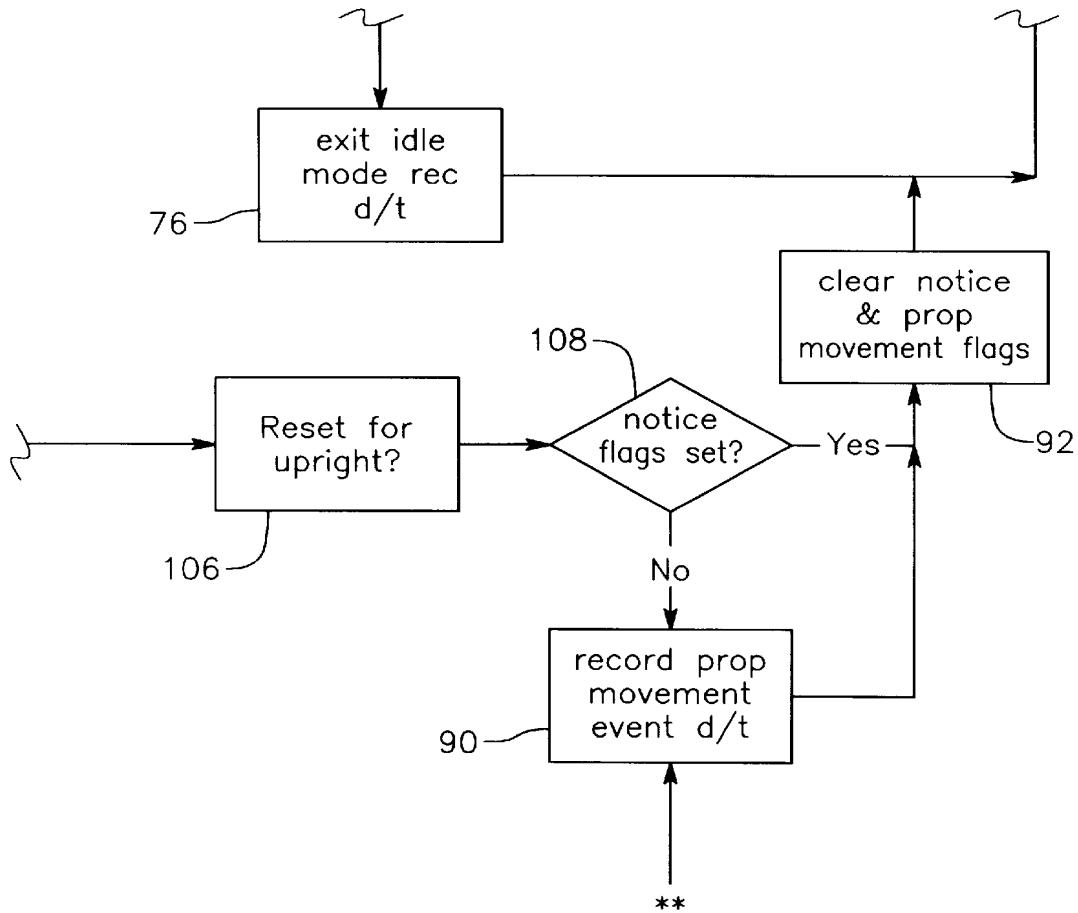 exit idle
mode rec
d/t
76
clear notice
& prop
movement flags
92
108
notice
flags set?
Yes
Reset for
upright?
106
No
record prop
movement
event d/t
90
**